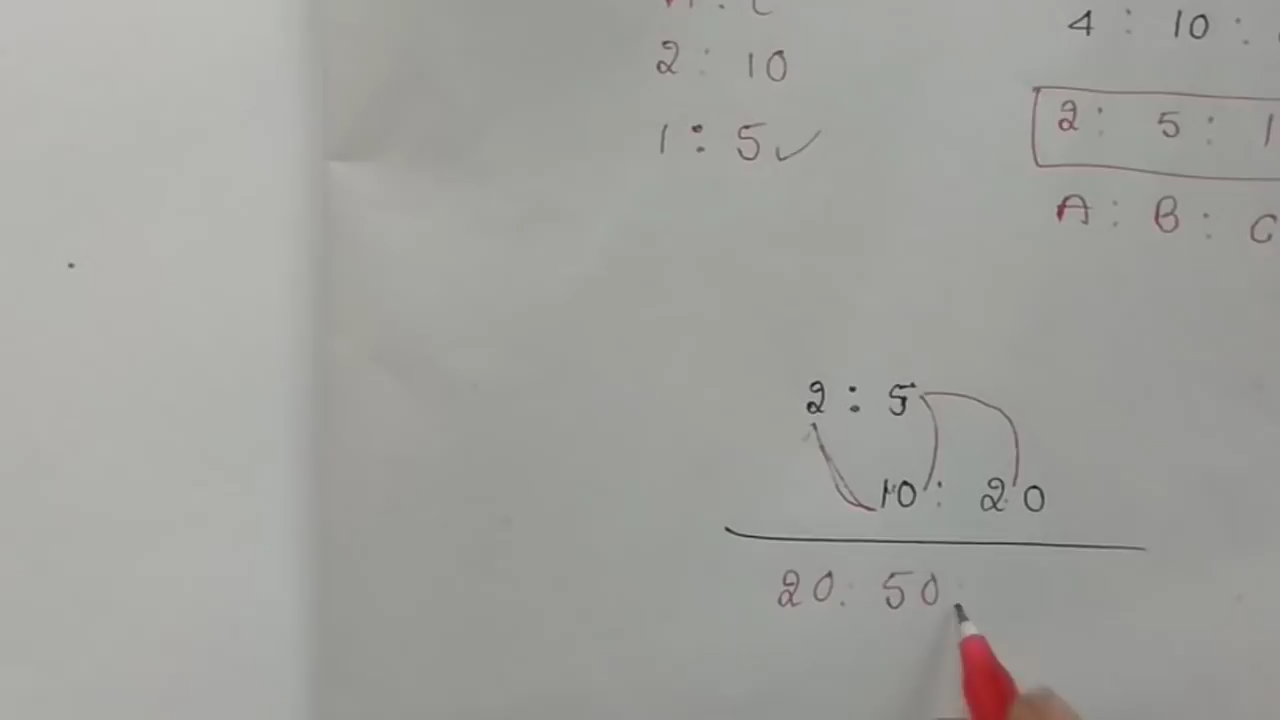 2 : 10
1 : 5 ✓
4 : 10 :
2 : 5 : 1
A : B : C
2 : 5
10 : 20
20 : 50 :